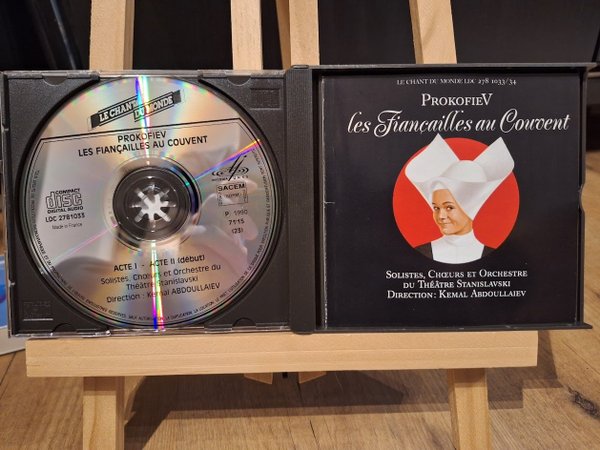 LE CHANT
DU MONDE
PROKOFIEV
LES FIANÇAILLES AU COUVENT
COMPACT
disc
DIGITAL AUDIO
LDC 2781033
Made in France
SACEM
P 1990
71'15
ACTE I - ACTE II (début)
Solistes, Chœurs et Orchestre du
Théâtre Stanislavski
Direction : Kemal ABDOULLAIEV
LE CHANT DU MONDE LDC 278 1033/34
PROKOFIEV
les Fiançailles au Couvent
SOLISTES, CHŒURS ET ORCHESTRE
DU THÉÂTRE STANISLAVSKI
DIRECTION: KEMAL ABDOULLAIEV